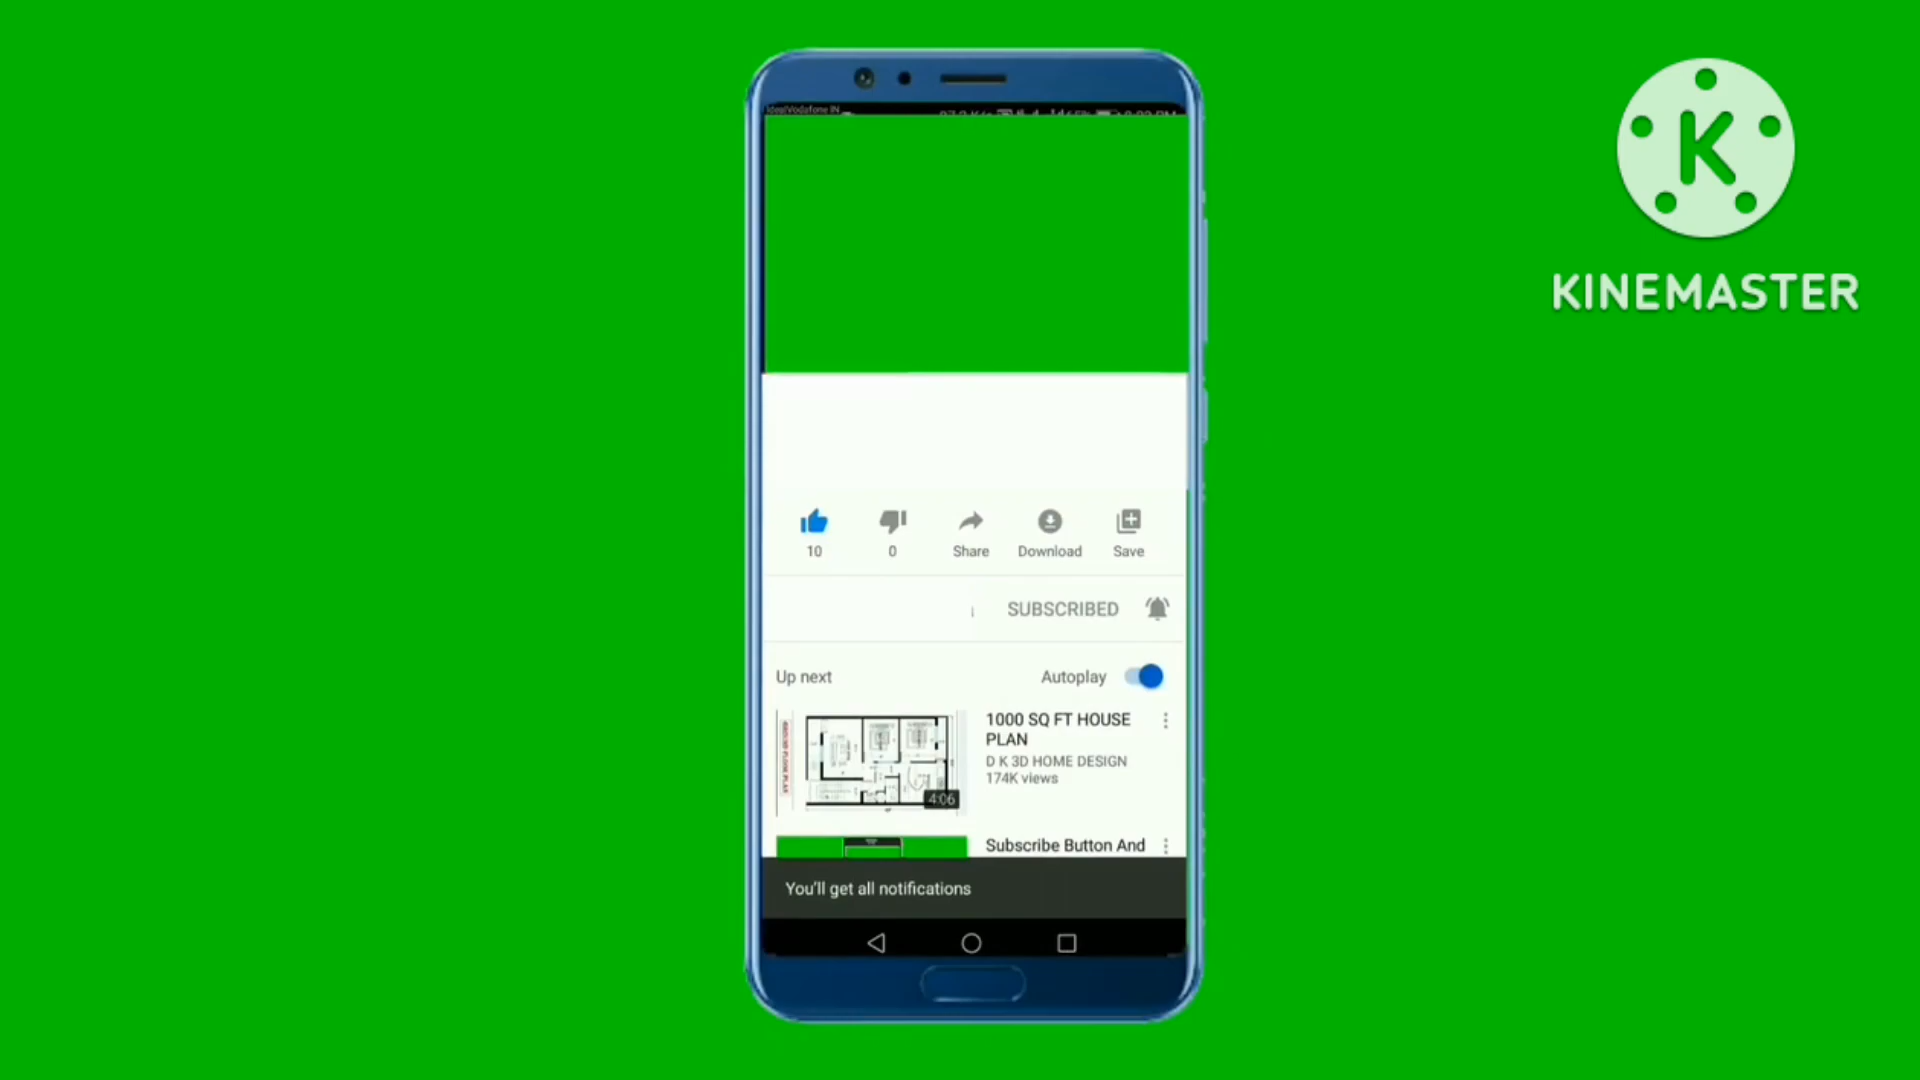 K
KINEMASTER
10
0
Share
Download
Save
SUBSCRIBED
Up next
Autoplay
1000 SQ FT HOUSE
PLAN
D K 3D HOME DESIGN
174K views
4:06
Subscribe Button And
You'll get all notifications